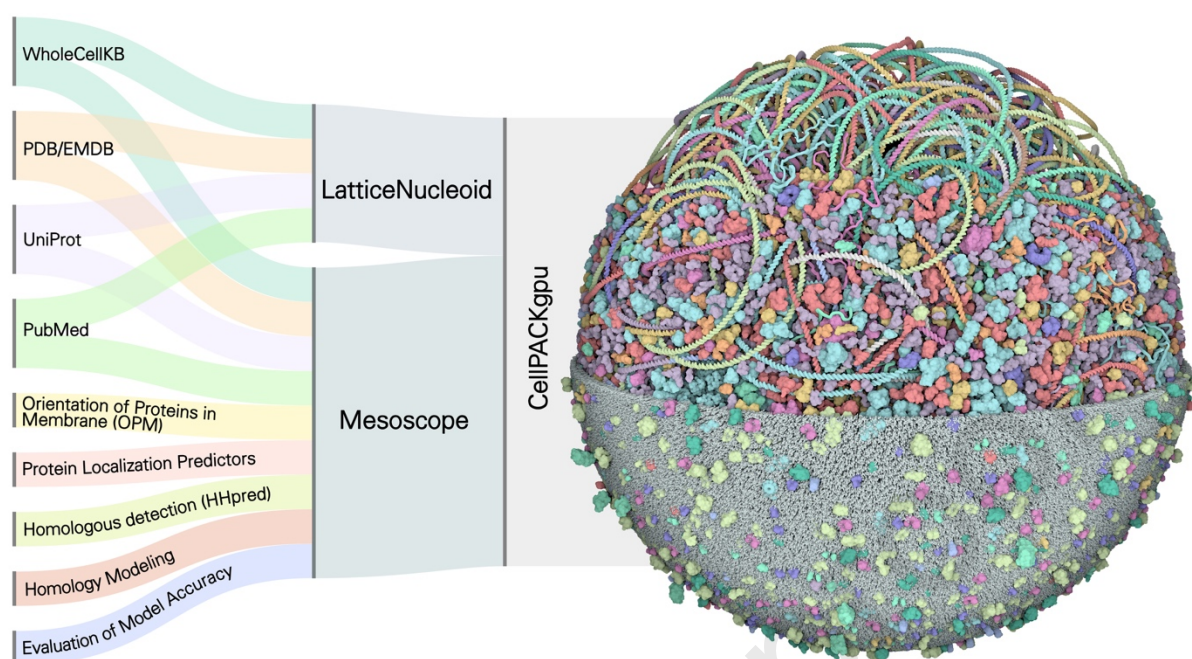 WholeCellKB
PDB/EMDB
UniProt
PubMed
Orientation of Proteins in
Membrane (OPM)
Protein Localization Predictors
Homologous detection (HHpred)
Homology Modeling
Evaluation of Model Accuracy
LatticeNucleoid
Mesoscope
CellPACKgpu